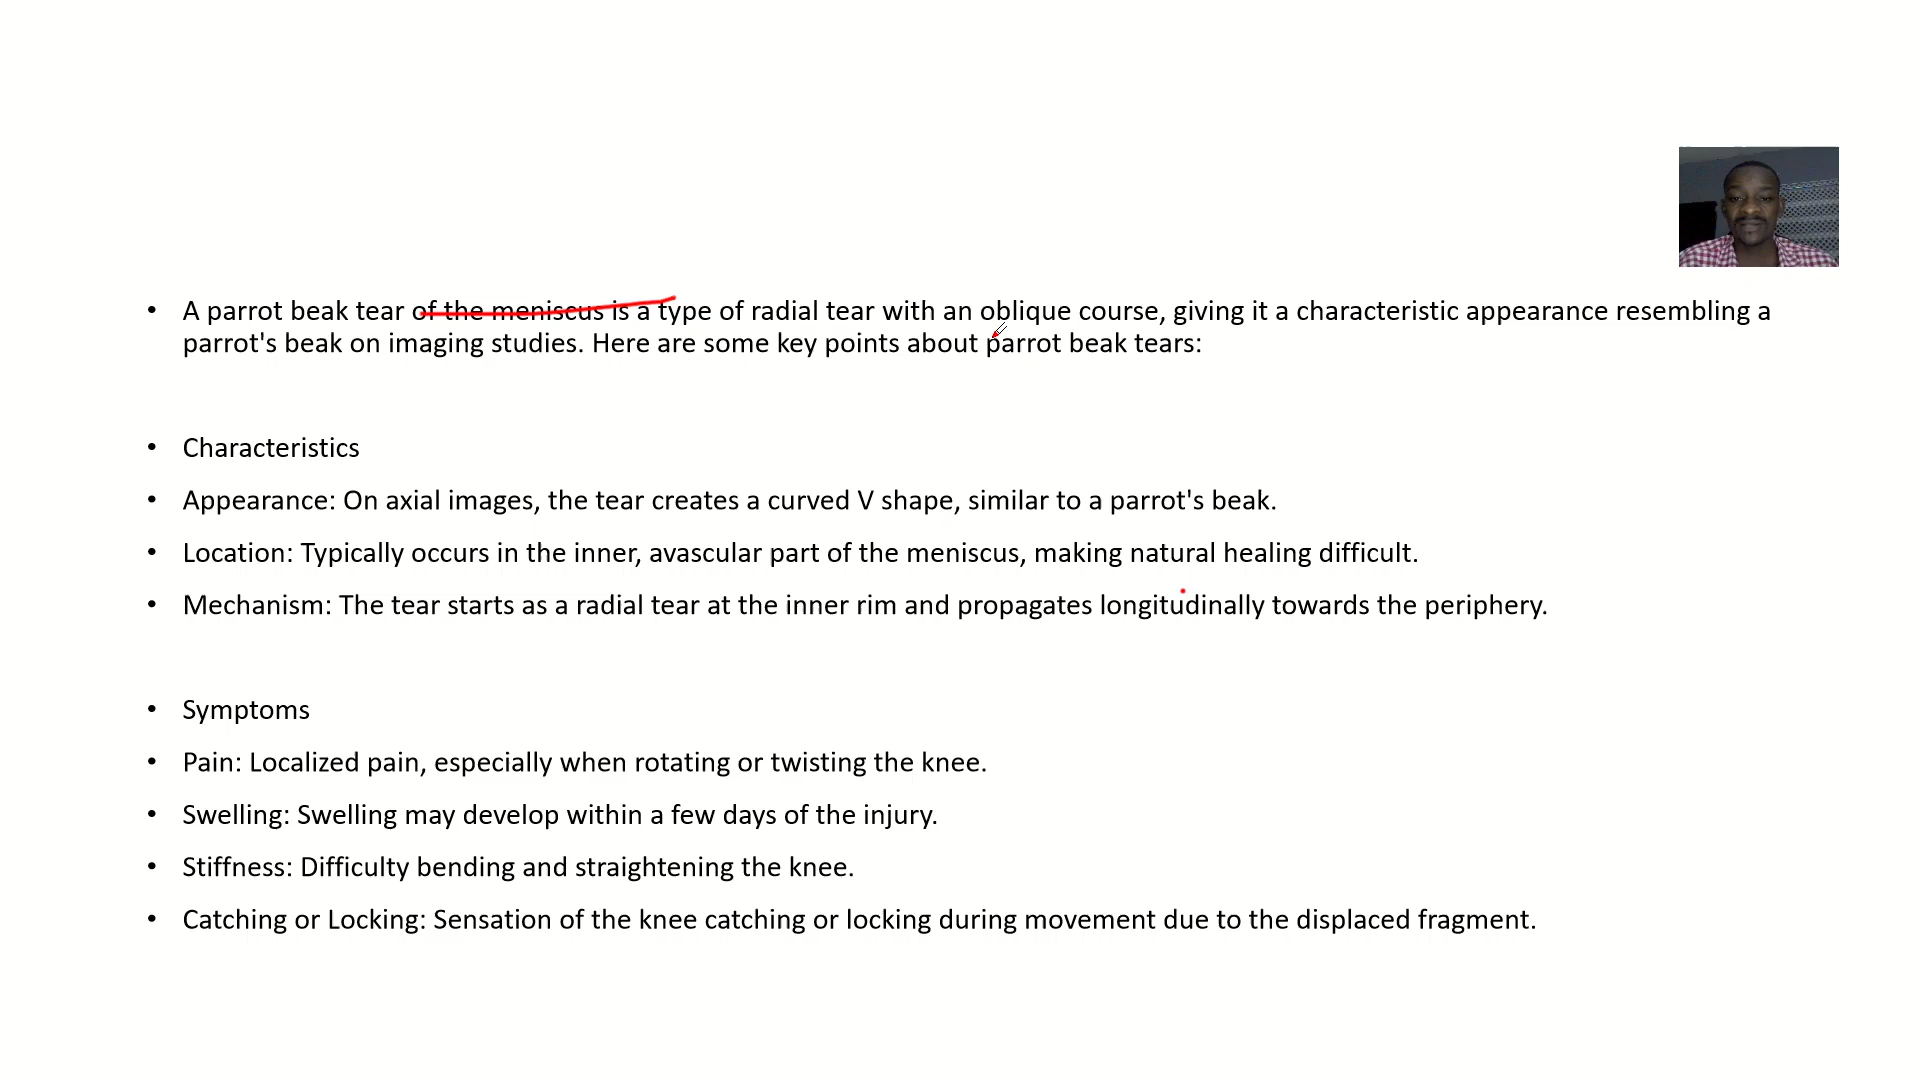 • A parrot beak tear of the meniscus is a type of radial tear with an oblique course, giving it a characteristic appearance resembling a
parrot's beak on imaging studies. Here are some key points about parrot beak tears:
• Characteristics
• Appearance: On axial images, the tear creates a curved V shape, similar to a parrot's beak.
• Location: Typically occurs in the inner, avascular part of the meniscus, making natural healing difficult.
• Mechanism: The tear starts as a radial tear at the inner rim and propagates longitudinally towards the periphery.
• Symptoms
• Pain: Localized pain, especially when rotating or twisting the knee.
• Swelling: Swelling may develop within a few days of the injury.
• Stiffness: Difficulty bending and straightening the knee.
• Catching or Locking: Sensation of the knee catching or locking during movement due to the displaced fragment.